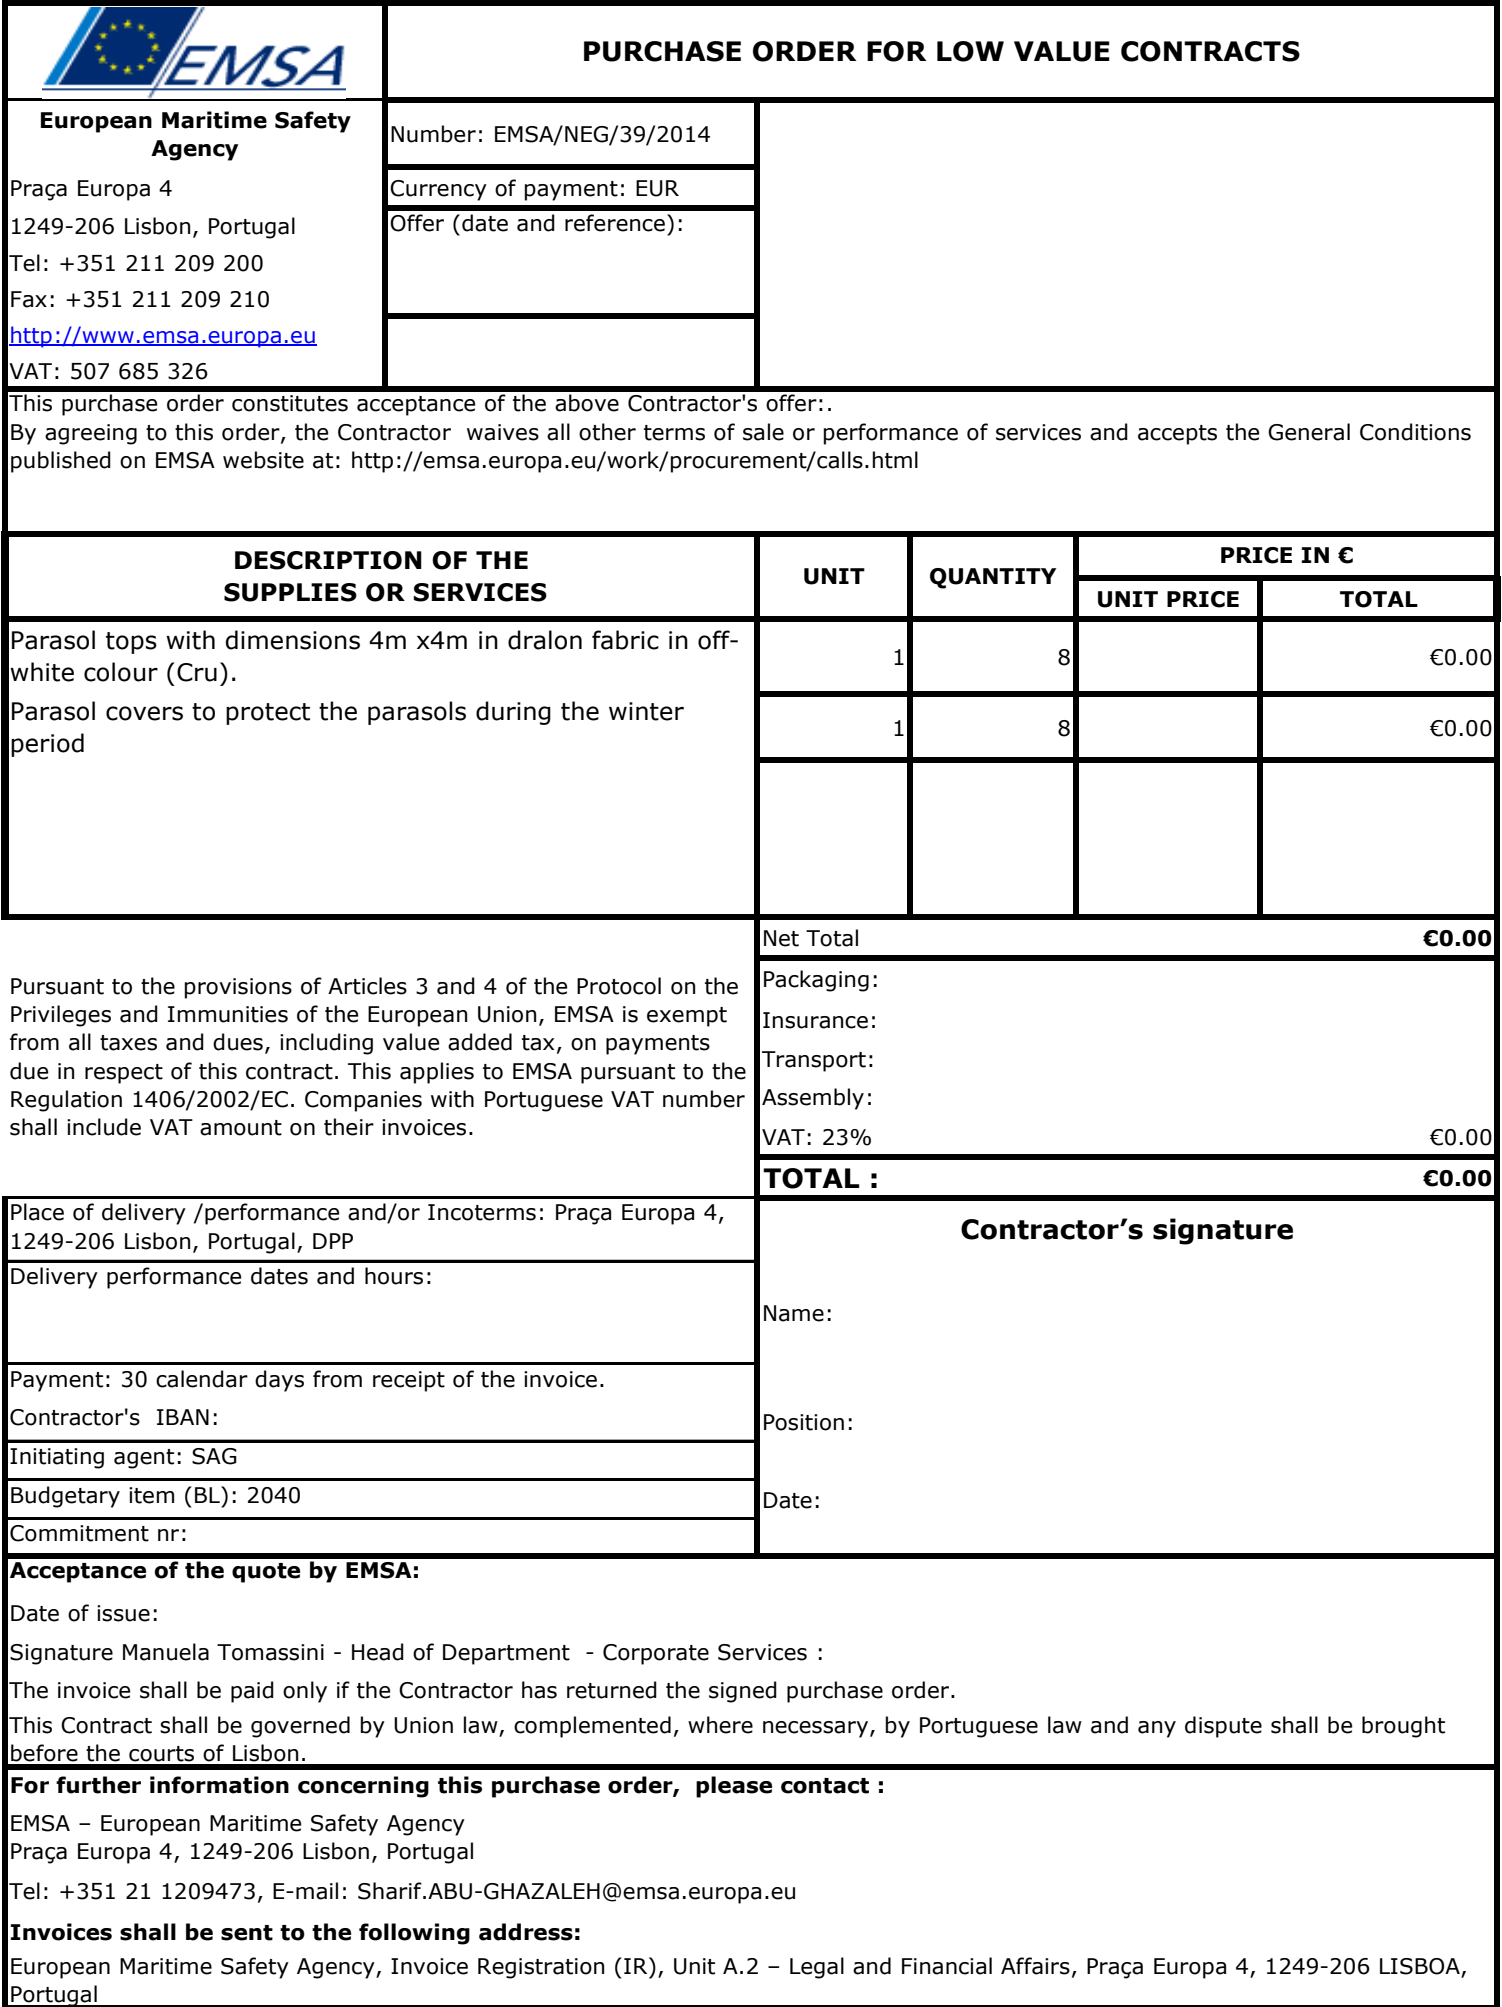 EMSA
PURCHASE ORDER FOR LOW VALUE CONTRACTS
European Maritime Safety
Agency
Praça Europa 4
1249-206 Lisbon, Portugal
Tel: +351 211 209 200
Fax: +351 211 209 210
http://www.emsa.europa.eu
VAT: 507 685 326
Number: EMSA/NEG/39/2014
Currency of payment: EUR
Offer (date and reference):
This purchase order constitutes acceptance of the above Contractor's offer:.
By agreeing to this order, the Contractor  waives all other terms of sale or performance of services and accepts the General Conditions
published on EMSA website at: http://emsa.europa.eu/work/procurement/calls.html
DESCRIPTION OF THE
SUPPLIES OR SERVICES
UNIT
QUANTITY
PRICE IN €
UNIT PRICE
TOTAL
Parasol tops with dimensions 4m x4m in dralon fabric in off-
white colour (Cru).
1
8
€0.00
Parasol covers to protect the parasols during the winter
period
1
8
€0.00
Net Total
€0.00
Pursuant to the provisions of Articles 3 and 4 of the Protocol on the
Privileges and Immunities of the European Union, EMSA is exempt
from all taxes and dues, including value added tax, on payments
due in respect of this contract. This applies to EMSA pursuant to the
Regulation 1406/2002/EC. Companies with Portuguese VAT number
shall include VAT amount on their invoices.
Packaging:
Insurance:
Transport:
Assembly:
VAT: 23%
€0.00
TOTAL :
€0.00
Place of delivery /performance and/or Incoterms: Praça Europa 4,
1249-206 Lisbon, Portugal, DPP
Delivery performance dates and hours:
Payment: 30 calendar days from receipt of the invoice.
Contractor's  IBAN:
Initiating agent: SAG
Budgetary item (BL): 2040
Commitment nr:
Contractor’s signature
Name:
Position:
Date:
Acceptance of the quote by EMSA:
Date of issue:
Signature Manuela Tomassini - Head of Department  - Corporate Services :
The invoice shall be paid only if the Contractor has returned the signed purchase order.
This Contract shall be governed by Union law, complemented, where necessary, by Portuguese law and any dispute shall be brought
before the courts of Lisbon.
For further information concerning this purchase order,  please contact :
EMSA – European Maritime Safety Agency
Praça Europa 4, 1249-206 Lisbon, Portugal
Tel: +351 21 1209473, E-mail: Sharif.ABU-GHAZALEH@emsa.europa.eu
Invoices shall be sent to the following address:
European Maritime Safety Agency, Invoice Registration (IR), Unit A.2 – Legal and Financial Affairs, Praça Europa 4, 1249-206 LISBOA,
Portugal